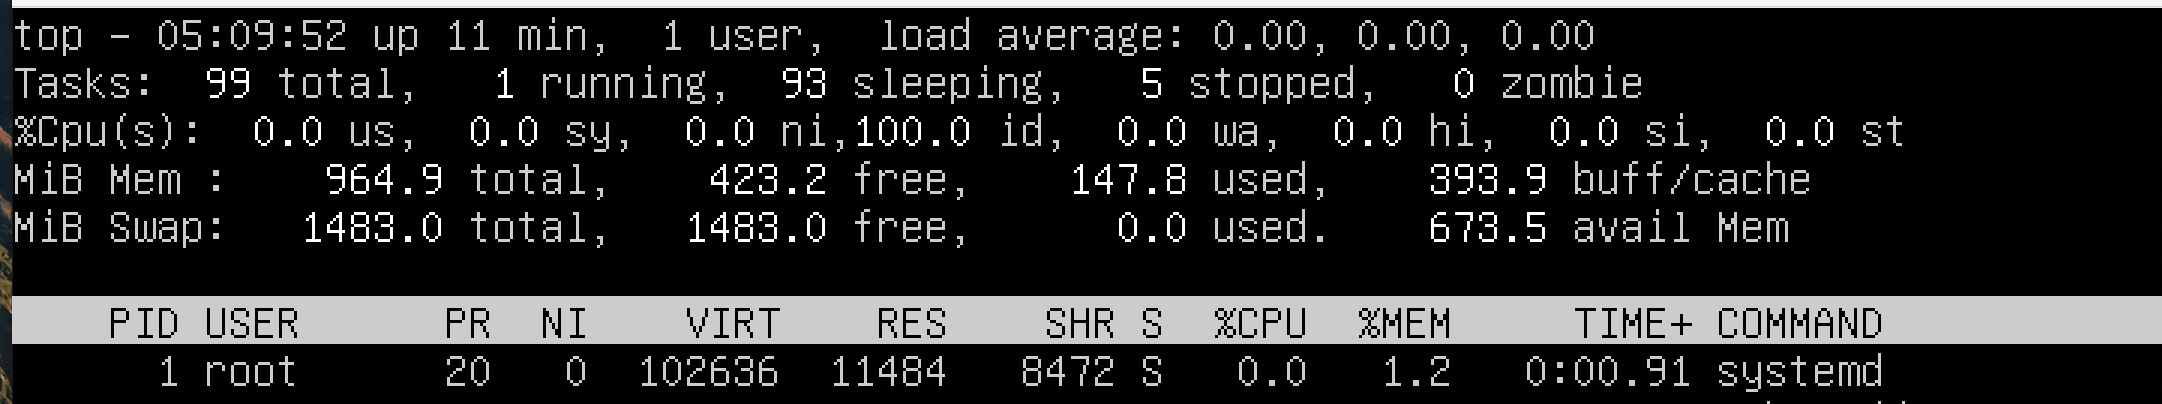 top - 05:09:52 up 11 min,  1 user,  load average: 0.00, 0.00, 0.00
Tasks:  99 total,   1 running,  93 sleeping,   5 stopped,   0 zombie
%Cpu(s):  0.0 us,  0.0 sy,  0.0 ni,100.0 id,  0.0 wa,  0.0 hi,  0.0 si,  0.0 st
MiB Mem :    964.9 total,    423.2 free,    147.8 used,    393.9 buff/cache
MiB Swap:   1483.0 total,   1483.0 free,      0.0 used.    673.5 avail Mem
    PID USER      PR  NI    VIRT    RES    SHR S  %CPU  %MEM     TIME+ COMMAND
      1 root      20   0  102636  11484   8472 S   0.0   1.2   0:00.91 systemd